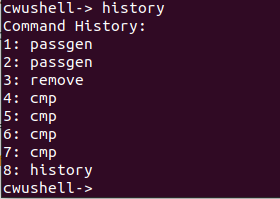 cwushell-> history
Command History:
1: passgen
2: passgen
3: remove
4: cmp
5: cmp
6: cmp
7: cmp
8: history
cwushell->